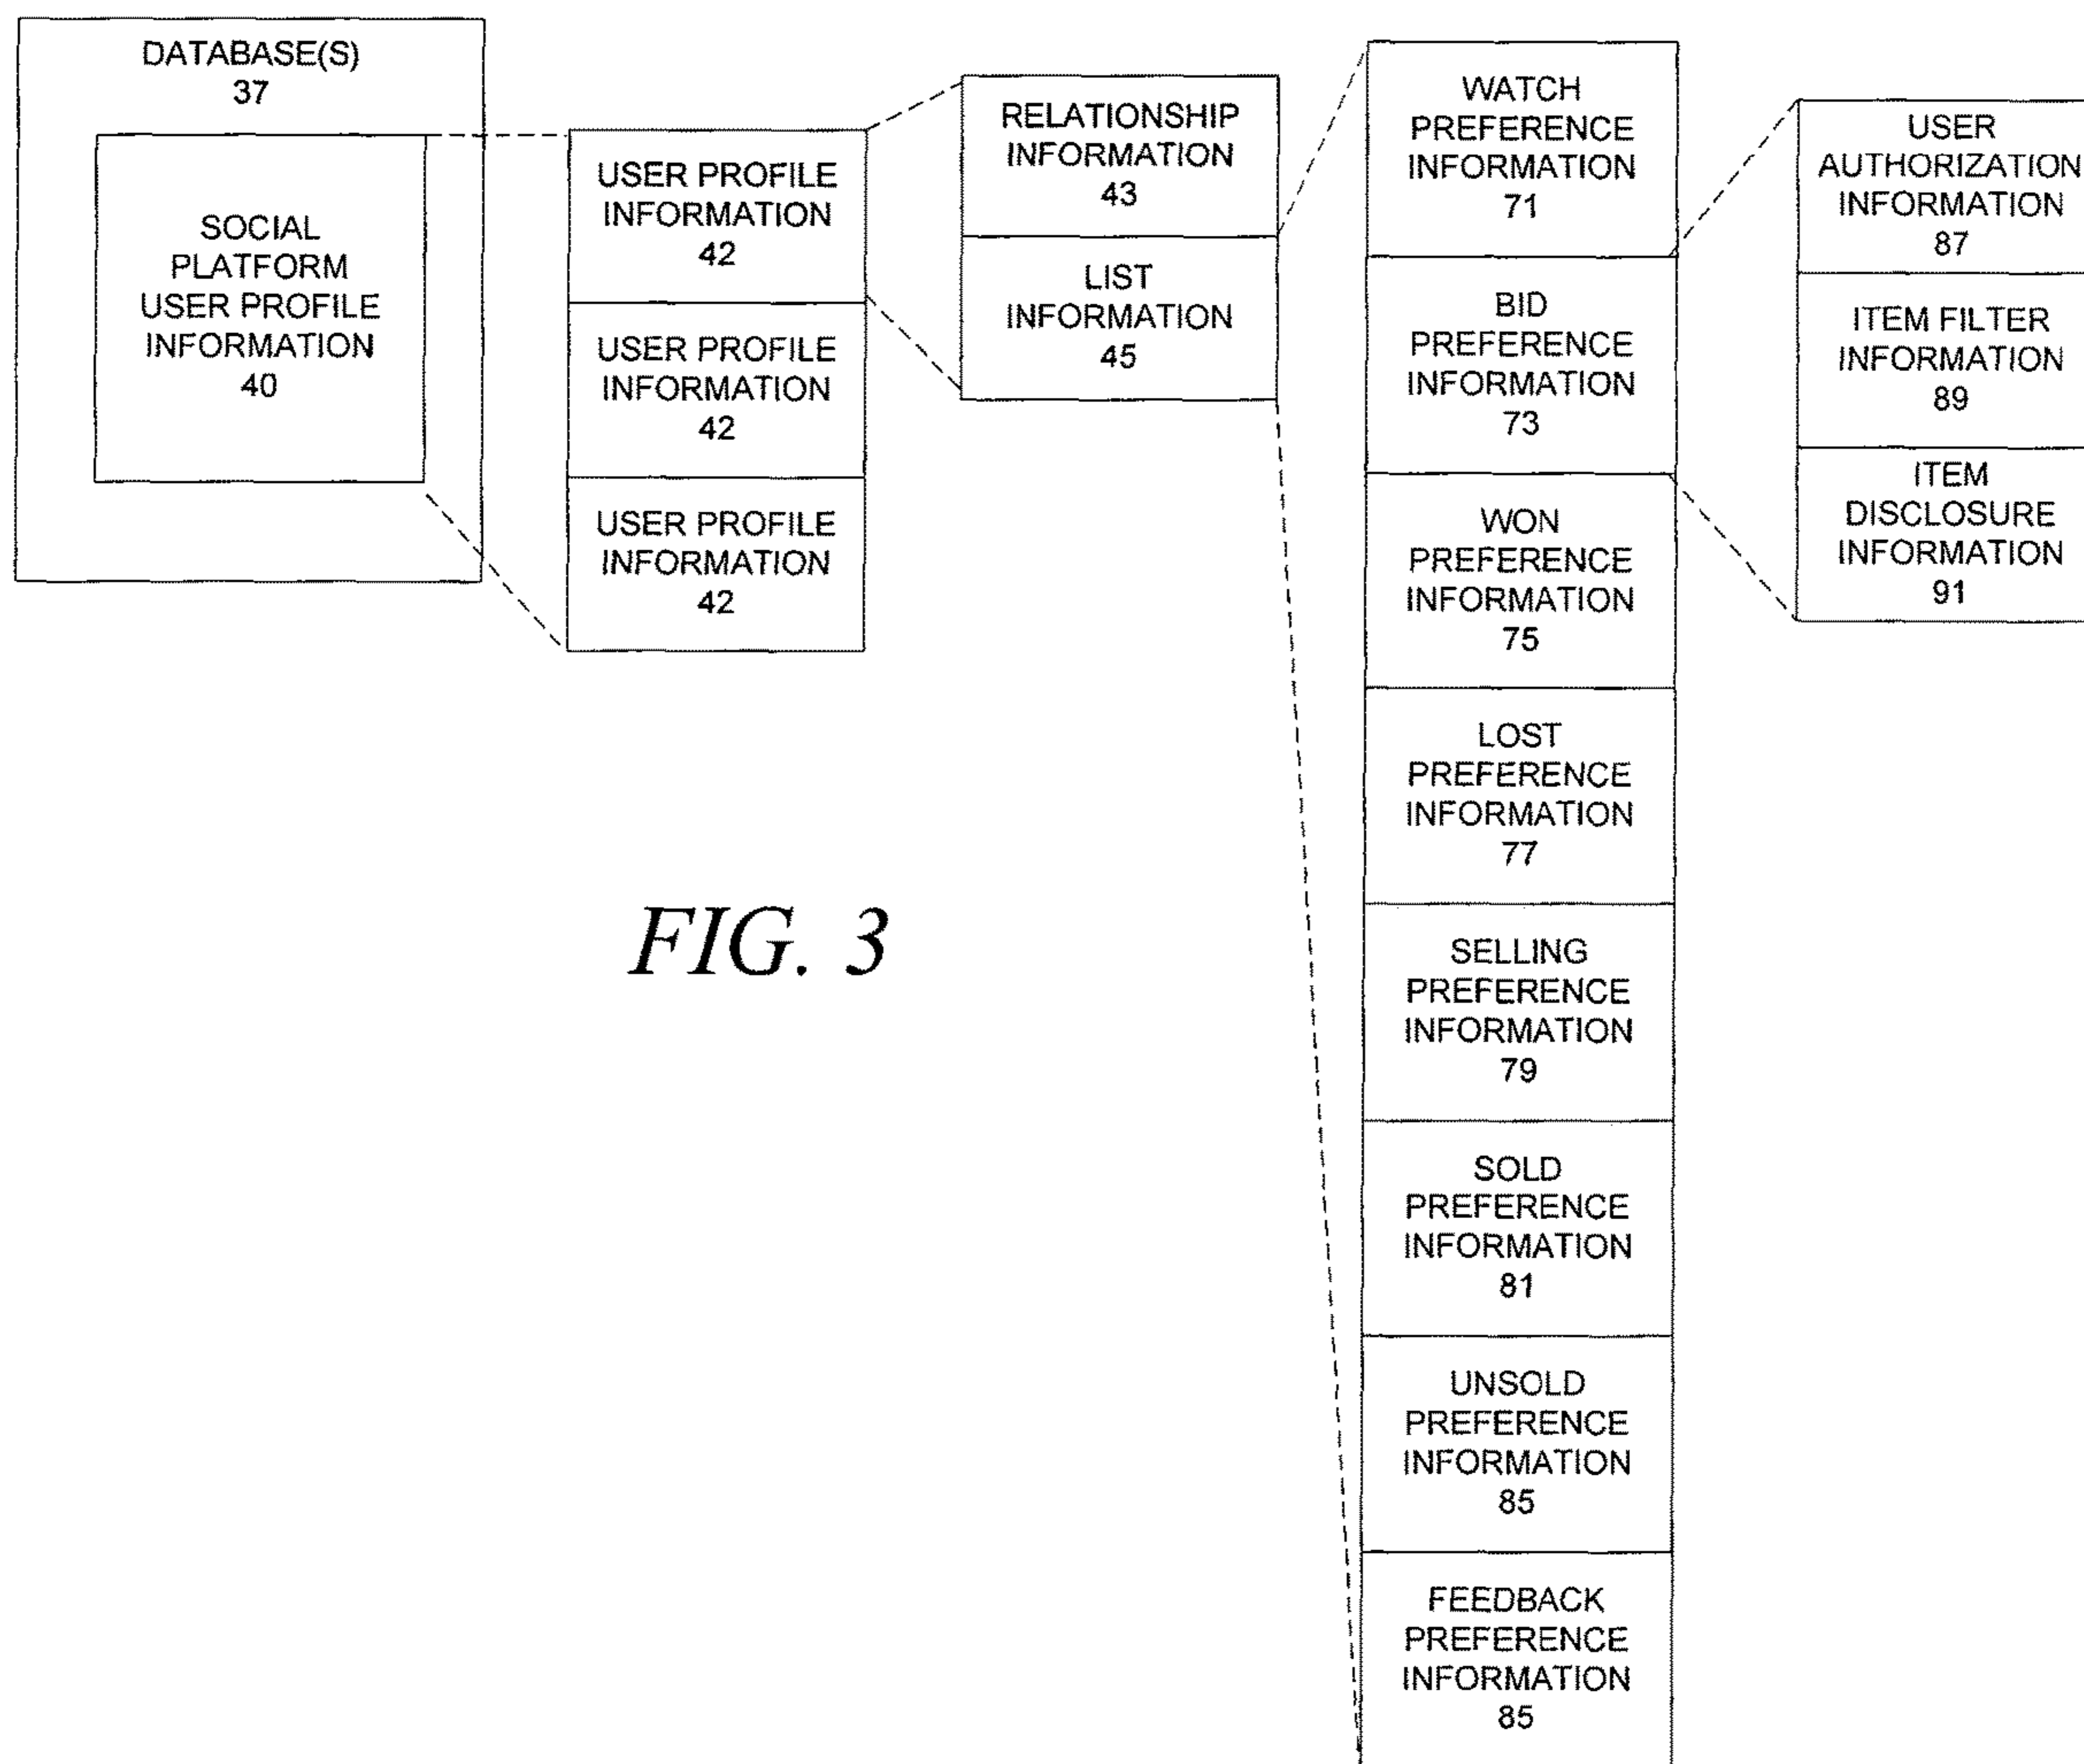 DATABASE(S)
37
SOCIAL
PLATFORM
USER PROFILE
INFORMATION
40
USER PROFILE
INFORMATION
42
USER PROFILE
INFORMATION
42
USER PROFILE
INFORMATION
42
RELATIONSHIP
INFORMATION
43
LIST
INFORMATION
45
WATCH
PREFERENCE
INFORMATION
71
BID
PREFERENCE
INFORMATION
73
WON
PREFERENCE
INFORMATION
75
LOST
PREFERENCE
INFORMATION
77
SELLING
PREFERENCE
INFORMATION
79
SOLD
PREFERENCE
INFORMATION
81
UNSOLD
PREFERENCE
INFORMATION
85
FEEDBACK
PREFERENCE
INFORMATION
85
USER
AUTHORIZATION
INFORMATION
87
ITEM FILTER
INFORMATION
89
ITEM
DISCLOSURE
INFORMATION
91
FIG. 3